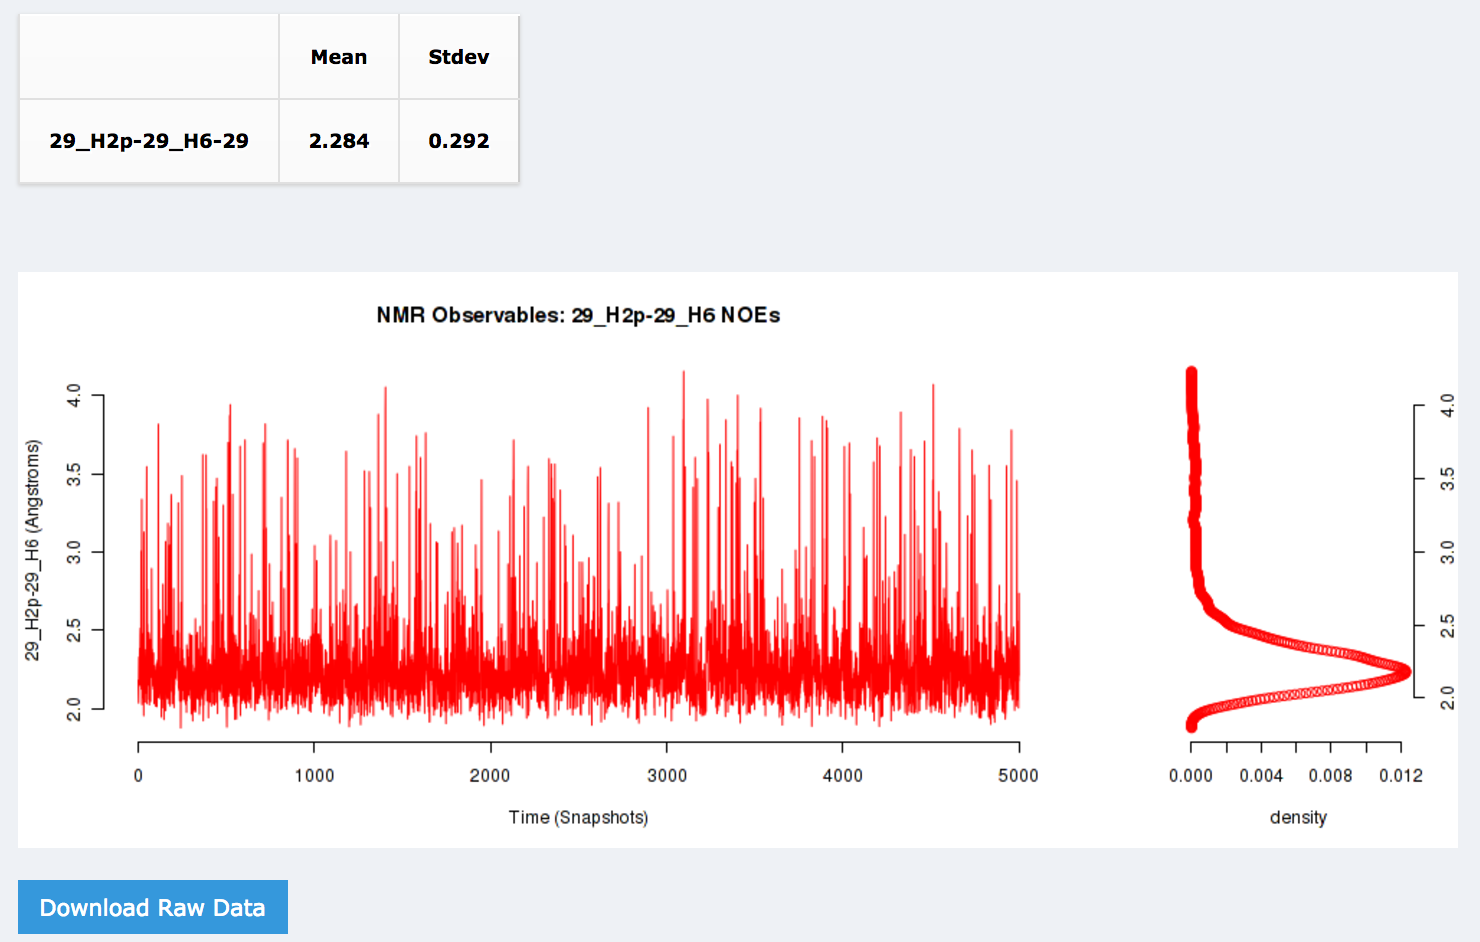 Mean Stdev
29_H2p-29_H6-29 2.284 0.292
NMR Observables: 29_H2p-29_H6 NOEs
29_H2p-29_H6 (Angstroms)
4.0
3.5
3.0
2.5
2.0
0 1000 2000 3000 4000 5000
Time (Snapshots)
4.0
3.5
3.0
2.5
2.0
0.000 0.004 0.008 0.012
density
Download Raw Data